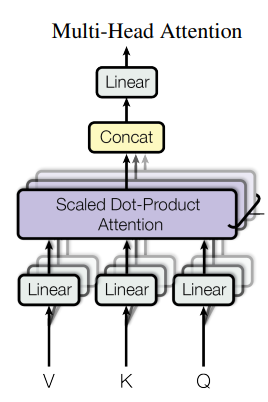 Multi-Head Attention
Linear
Concat
Scaled Dot-Product
Attention
Linear Linear Linear
V K Q